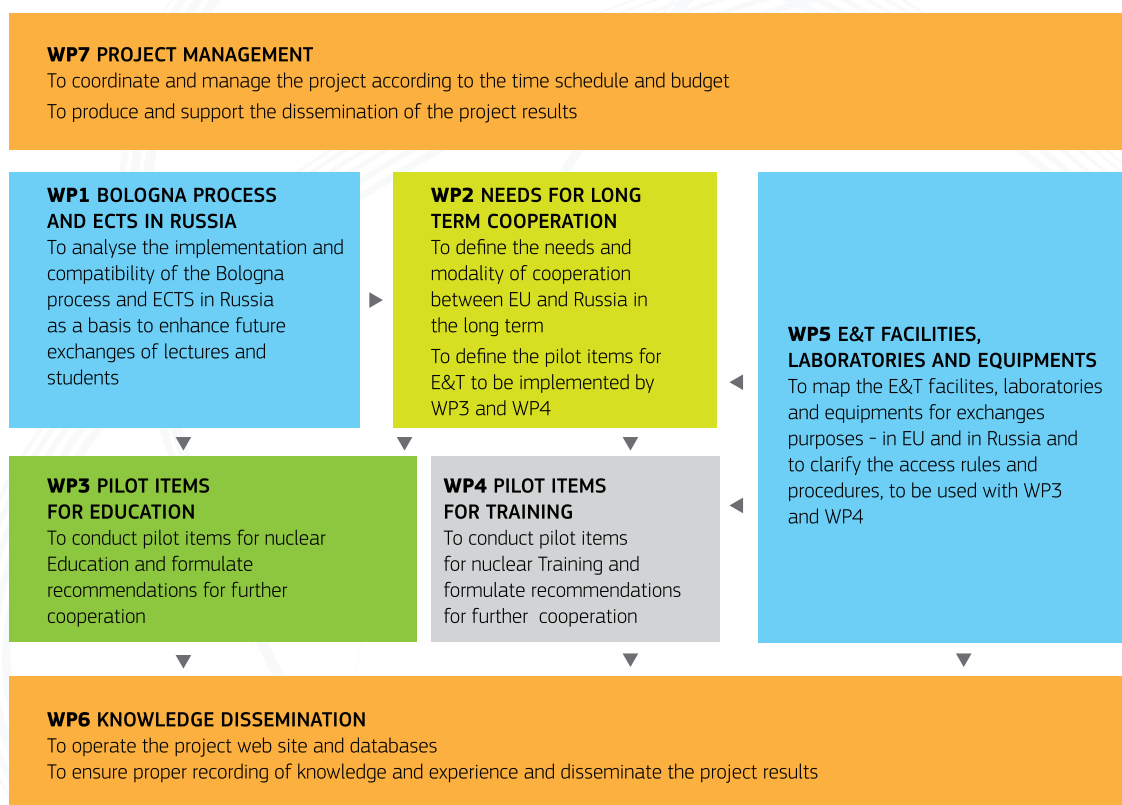 WP7 PROJECT MANAGEMENT
To coordinate and manage the project according to the time schedule and budget
To produce and support the dissemination of the project results
WP1 BOLOGNA PROCESS
AND ECTS IN RUSSIA
To analyse the implementation and
compatibility of the Bologna
process and ECTS in Russia
as a basis to enhance future
exchanges of lectures and
students
WP2 NEEDS FOR LONG
TERM COOPERATION
To define the needs and
modality of cooperation
between EU and Russia in
the long term
To define the pilot items for
E&T to be implemented by
WP3 and WP4
WP5 E&T FACILITIES,
LABORATORIES AND EQUIPMENTS
To map the E&T facilites, laboratories
and equipments for exchanges
purposes - in EU and in Russia and
to clarify the access rules and
procedures, to be used with WP3
and WP4
WP3 PILOT ITEMS
FOR EDUCATION
To conduct pilot items for nuclear
Education and formulate
recommendations for further
cooperation
WP4 PILOT ITEMS
FOR TRAINING
To conduct pilot items
for nuclear Training and
formulate recommendations
for further cooperation
WP6 KNOWLEDGE DISSEMINATION
To operate the project web site and databases
To ensure proper recording of knowledge and experience and disseminate the project results